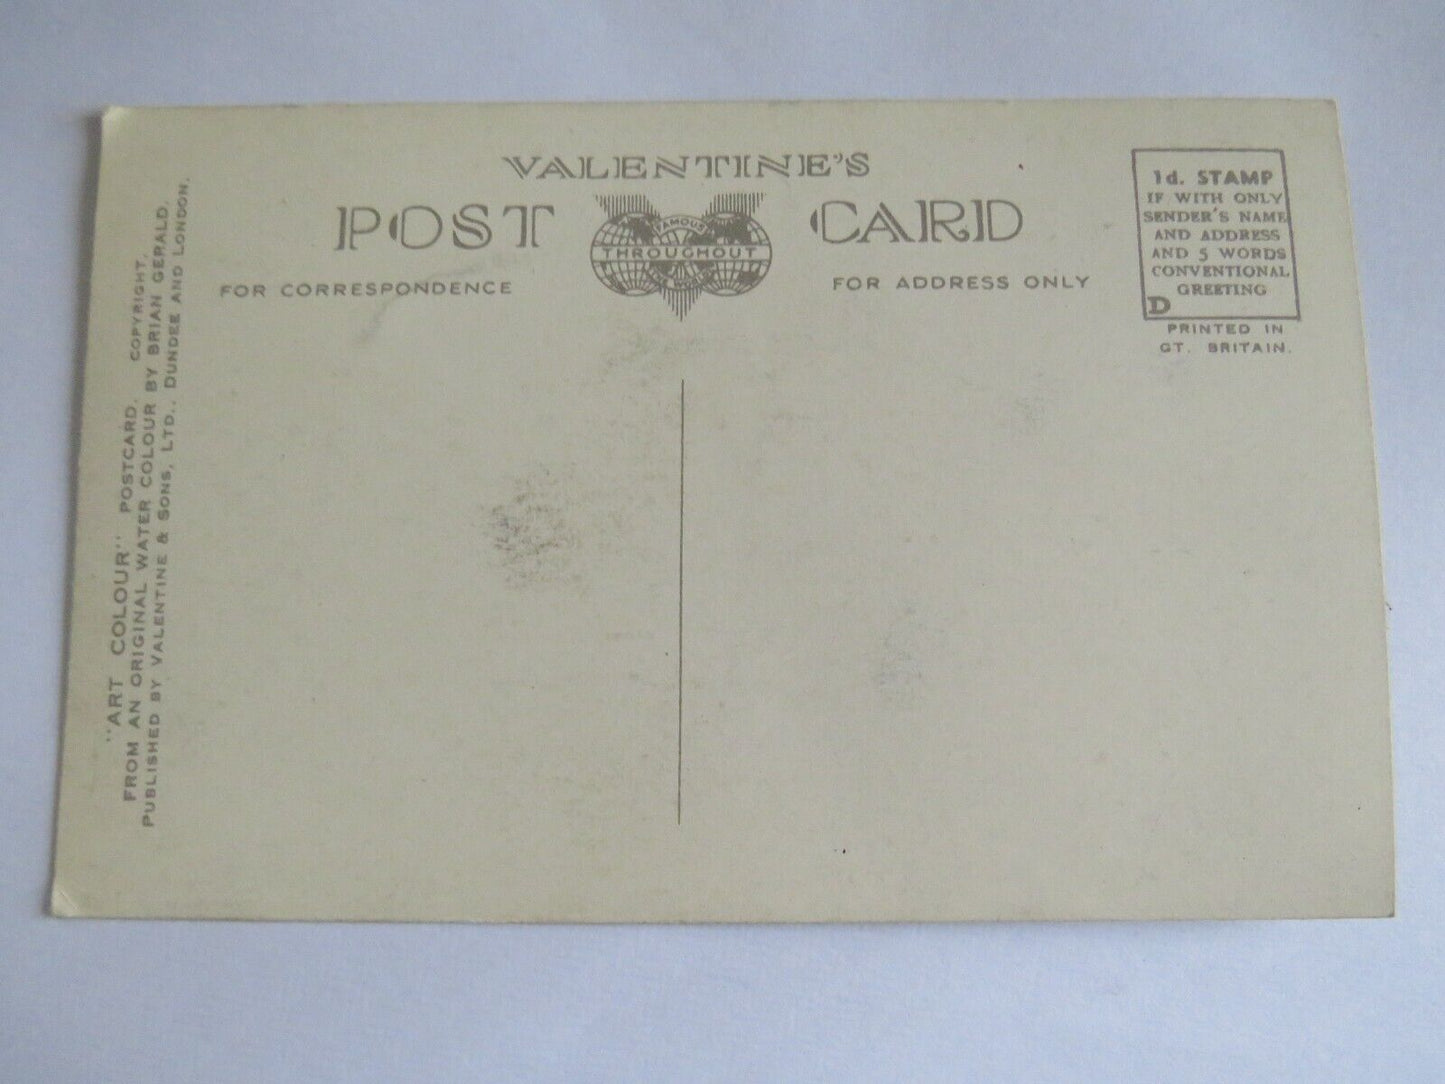 VALENTINE'S
POST CARD
FAMOUS
THROUGHOUT
THE WORLD
FOR CORRESPONDENCE
FOR ADDRESS ONLY
1d. STAMP
IF WITH ONLY
SENDER'S NAME
AND ADDRESS
AND 5 WORDS
CONVENTIONAL
GREETING
D
PRINTED IN
GT. BRITAIN.
"ART COLOUR" POSTCARD. COPYRIGHT.
FROM AN ORIGINAL WATER COLOUR BY BRIAN GERALD.
PUBLISHED BY VALENTINE & SONS, LTD., DUNDEE AND LONDON.